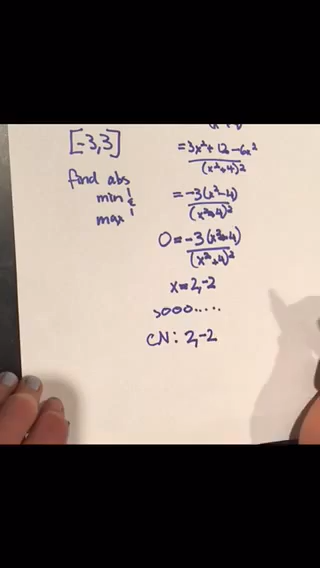 [-3,3]
find abs
min &
max
= 3x²+12-6x² / (x²+4)²
= -3(x²-4) / (x²+4)²
0 = -3(x²-4) / (x²+4)²
x = 2,-2
sooo.....
CN: 2,-2